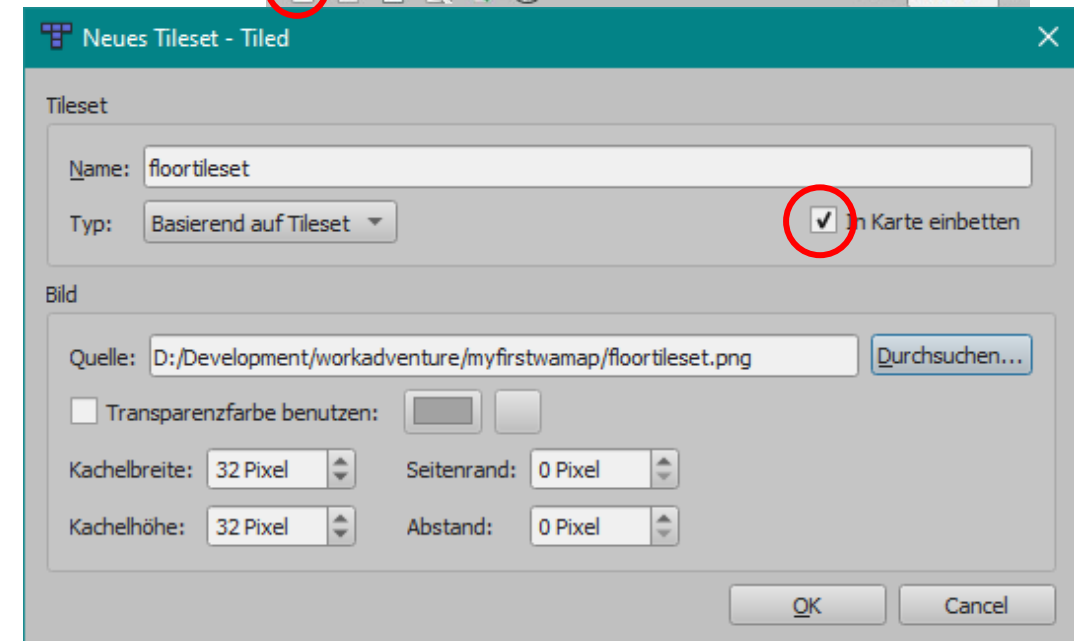 Neues Tileset - Tiled
Tileset
Name: floortileset
Typ: Basierend auf Tileset
In Karte einbetten
Bild
Quelle: D:/Development/workadventure/myfirstwamap/floortileset.png Durchsuchen...
Transparenzfarbe benutzen:
Kachelbreite: 32 Pixel Seitenrand: 0 Pixel
Kachelhöhe: 32 Pixel Abstand: 0 Pixel
OK Cancel